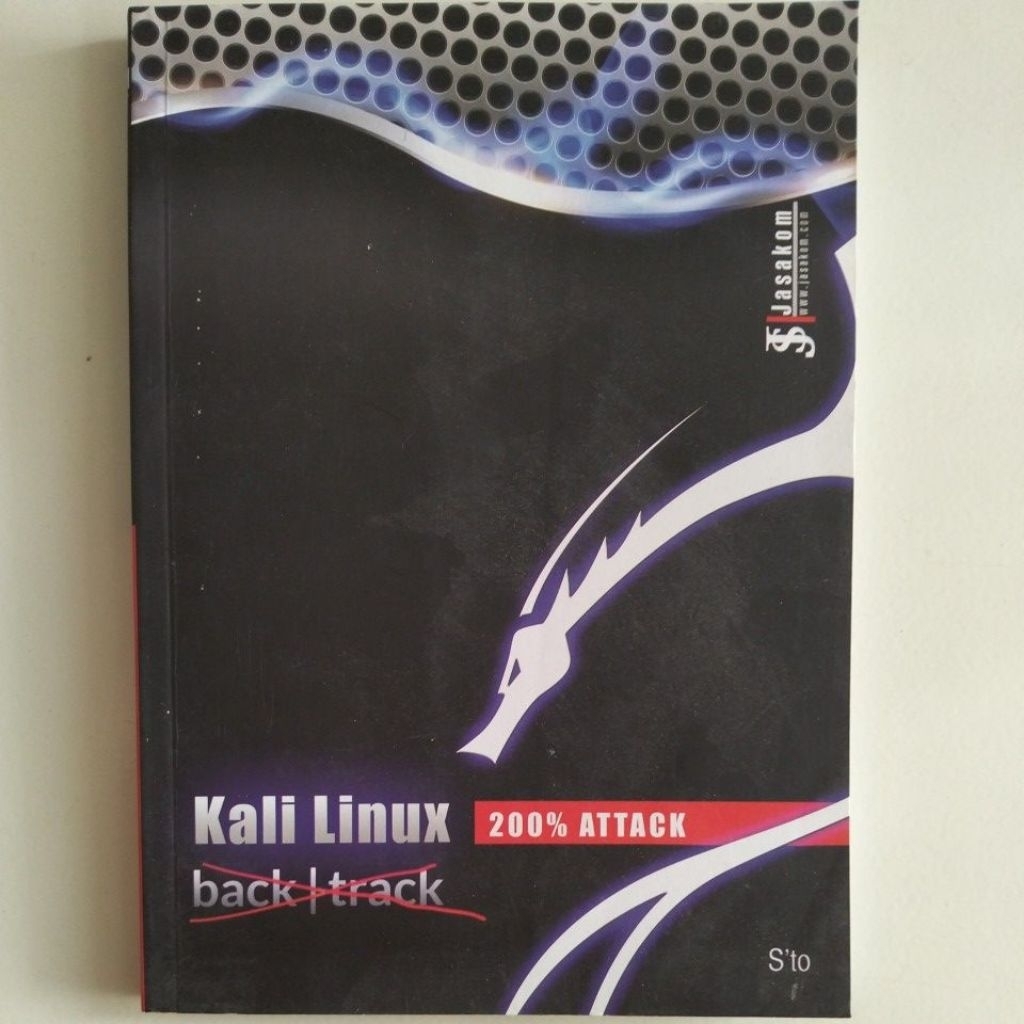 Jasakom
www.jasakom.com
Kali Linux
200% ATTACK
back | track
S'to